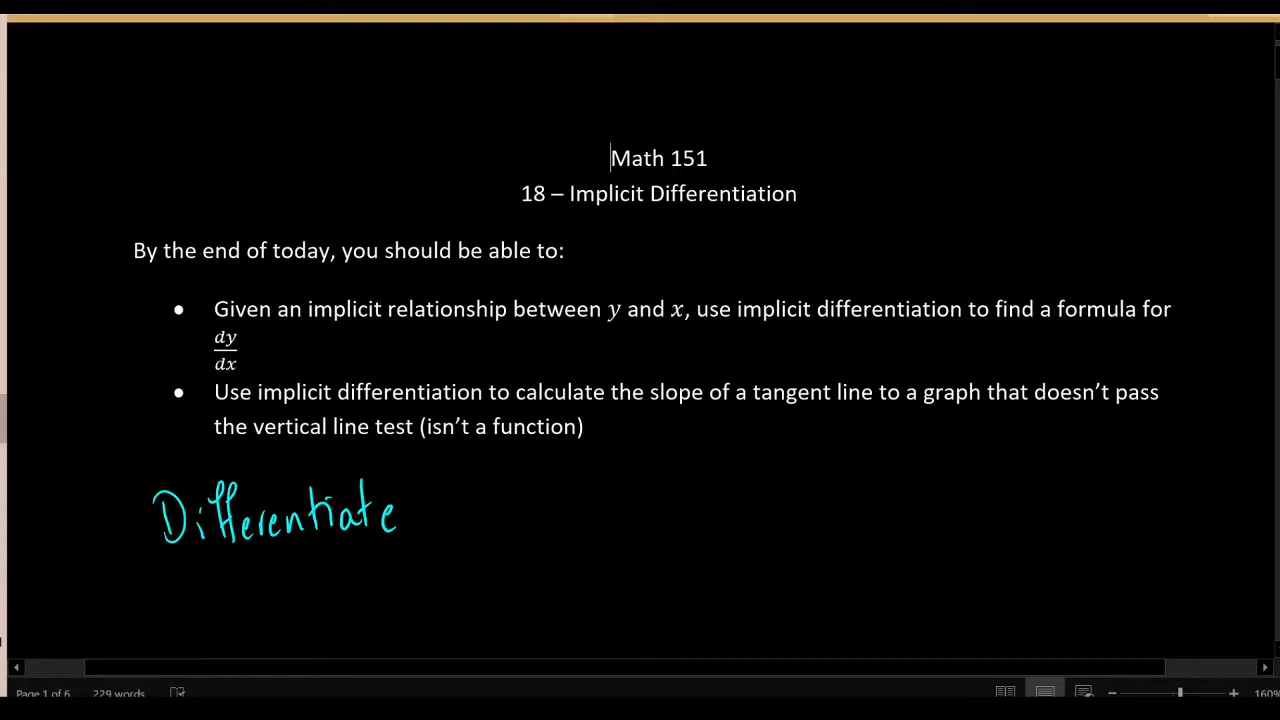 Math 151
18 – Implicit Differentiation
By the end of today, you should be able to:
• Given an implicit relationship between y and x, use implicit differentiation to find a formula for
dy
dx
• Use implicit differentiation to calculate the slope of a tangent line to a graph that doesn’t pass
the vertical line test (isn’t a function)
Differentiate
Page 1 of 6 229 words 160%